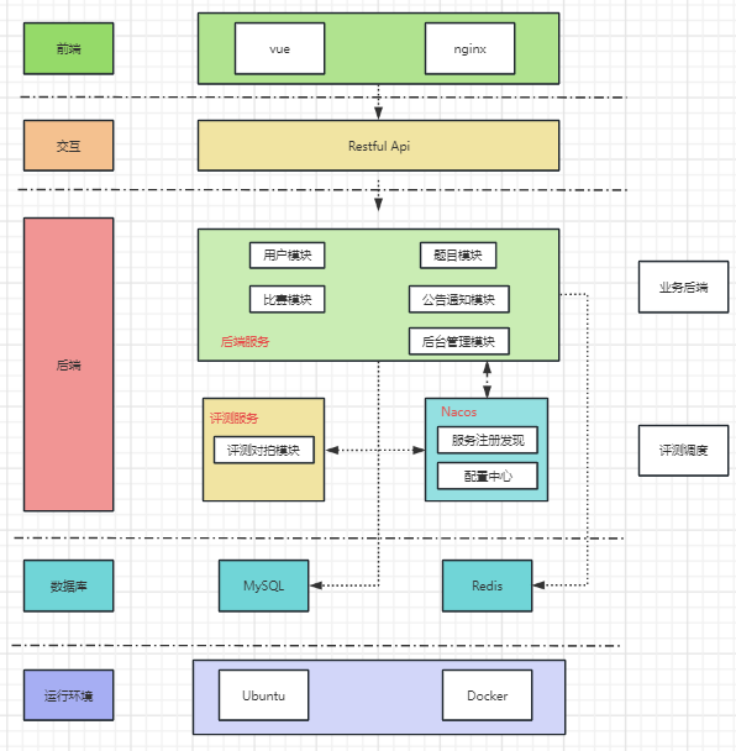 前端
vue
nginx
交互
Restful Api
后端
用户模块
题目模块
比赛模块
公告通知模块
后端服务
后台管理模块
业务后端
评测服务
评测对拍模块
Nacos
服务注册发现
配置中心
评测调度
数据库
MySQL
Redis
运行环境
Ubuntu
Docker